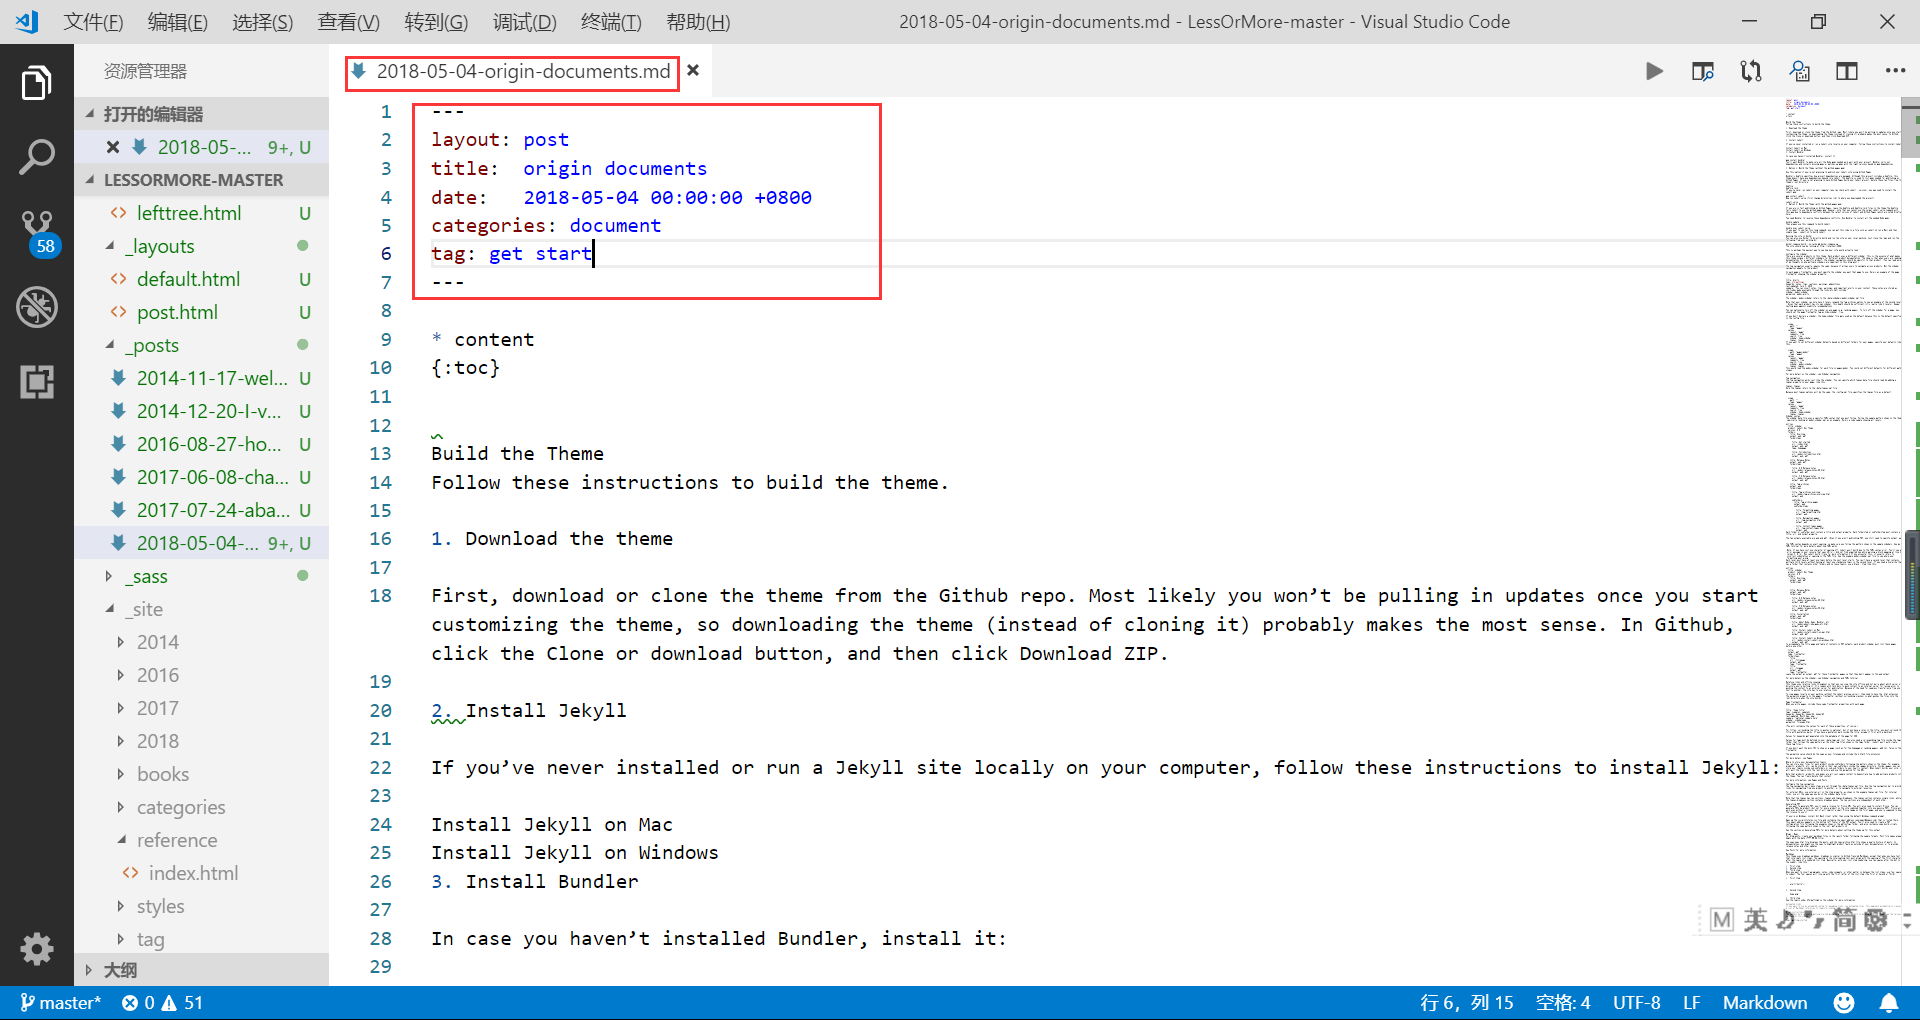 文件(F) 编辑(E) 选择(S) 查看(V) 转到(G) 调试(D) 终端(T) 帮助(H)
2018-05-04-origin-documents.md - LessOrMore-master - Visual Studio Code
资源管理器
打开的编辑器
2018-05-... 9+, U
LESSORMORE-MASTER
lefttree.html U
_layouts
default.html U
post.html U
_posts
2014-11-17-wel... U
2014-12-20-I-v... U
2016-08-27-ho... U
2017-06-08-cha... U
2017-07-24-aba... U
2018-05-04-... 9+, U
_sass
_site
2014
2016
2017
2018
books
categories
reference
index.html
styles
tag
大纲
58
2018-05-04-origin-documents.md
1 ---
2 layout: post
3 title:  origin documents
4 date:   2018-05-04 00:00:00 +0800
5 categories: document
6 tag: get start
7 ---
8
9 * content
10 {:toc}
11
12
13 Build the Theme
14 Follow these instructions to build the theme.
15
16 1. Download the theme
17
18 First, download or clone the theme from the Github repo. Most likely you won’t be pulling in updates once you start
customizing the theme, so downloading the theme (instead of cloning it) probably makes the most sense. In Github,
click the Clone or download button, and then click Download ZIP.
19
20 2. Install Jekyll
21
22 If you’ve never installed or run a Jekyll site locally on your computer, follow these instructions to install Jekyll:
23
24 Install Jekyll on Mac
25 Install Jekyll on Windows
26 3. Install Bundler
27
28 In case you haven’t installed Bundler, install it:
29
M 英 简
master* 0 51
行 6，列 15 空格: 4 UTF-8 LF Markdown